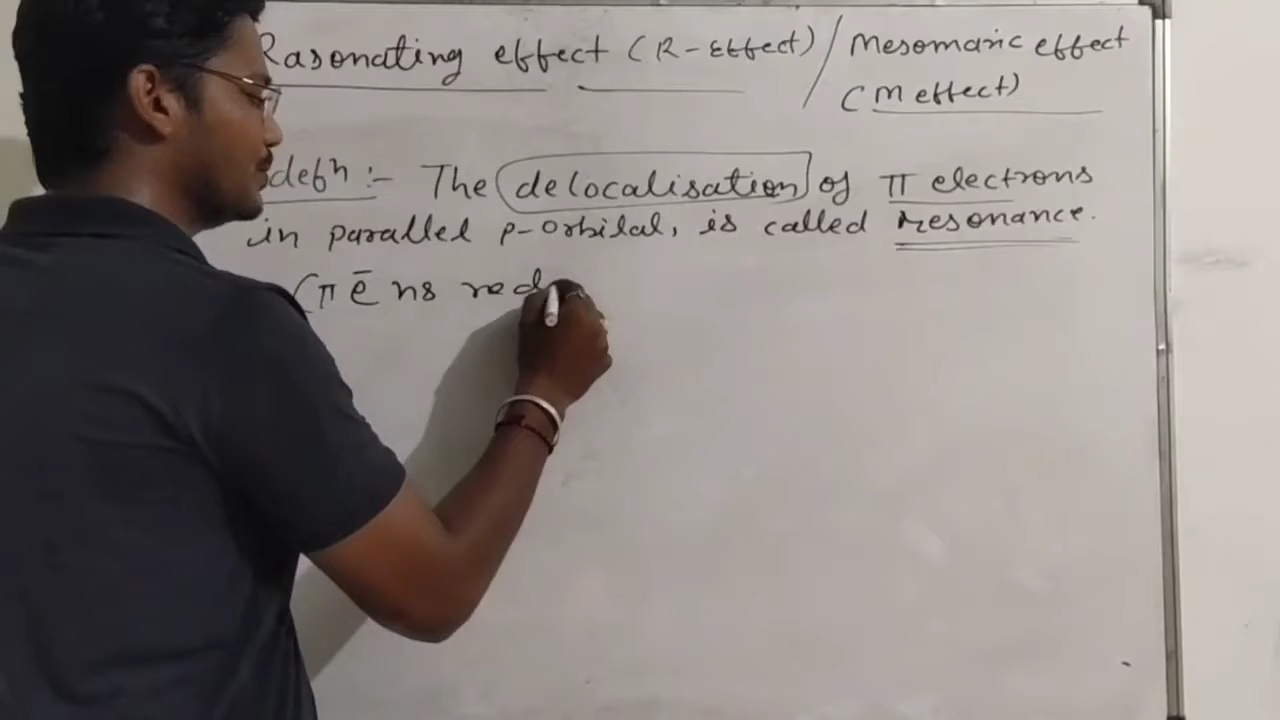 Rasonating effect (R-Effect) / Mesomaric effect
(M effect)
defn :- The delocalisation of π electrons
in parallel p-orbital, is called resonance.
(π ē ns red